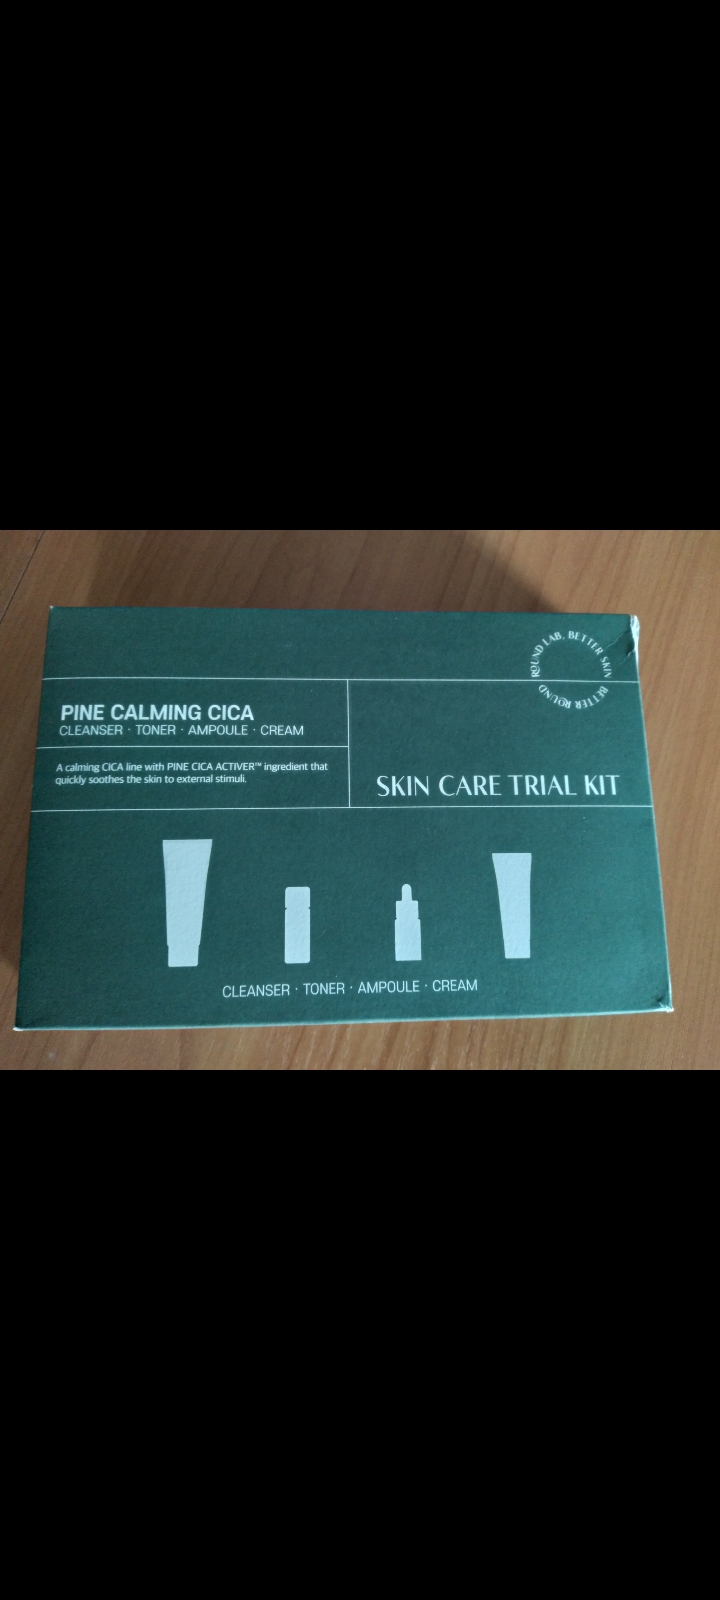 ROUND LAB, BETTER SKIN BETTER ROUND
PINE CALMING CICA
CLEANSER · TONER · AMPOULE · CREAM
A calming CICA line with PINE CICA ACTIVER™ ingredient that
quickly soothes the skin to external stimuli.
SKIN CARE TRIAL KIT
CLEANSER · TONER · AMPOULE · CREAM